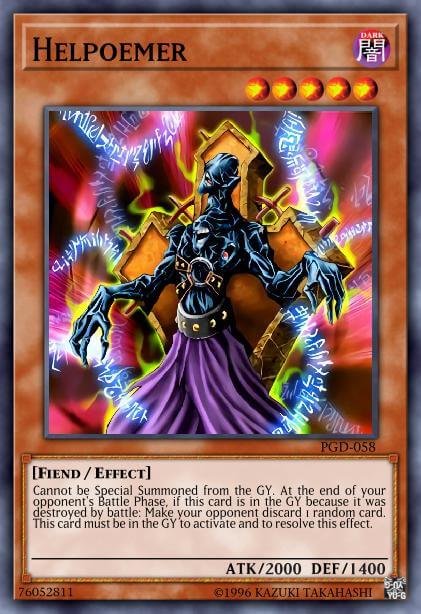 HELPOEMER
DARK
闇
PGD-058
[FIEND / EFFECT]
Cannot be Special Summoned from the GY. At the end of your
opponent's Battle Phase, if this card is in the GY because it was
destroyed by battle: Make your opponent discard 1 random card.
This card must be in the GY to activate and to resolve this effect.
ATK/2000 DEF/1400
76052811
©1996 KAZUKI TAKAHASHI